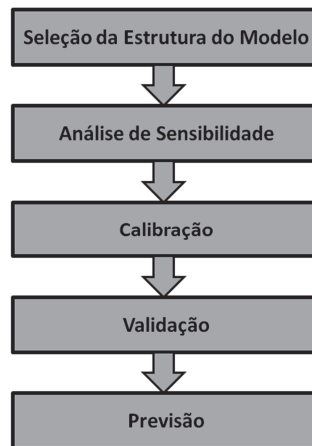 Seleção da Estrutura do Modelo
Análise de Sensibilidade
Calibração
Validação
Previsão